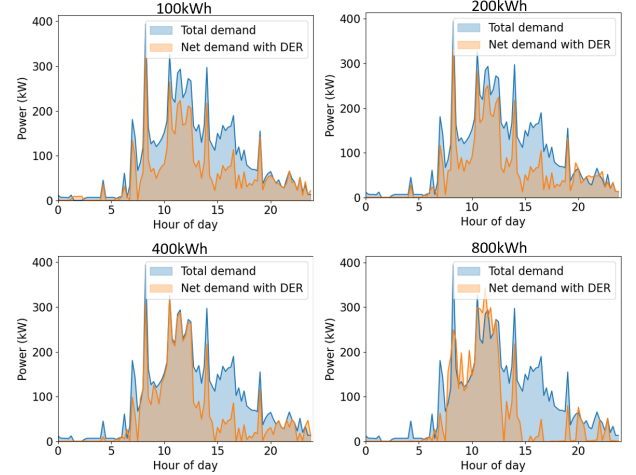 100kWh
Power (kW)
400
300
200
100
0
Total demand
Net demand with DER
0 5 10 15 20
Hour of day
200kWh
Power (kW)
400
300
200
100
0
Total demand
Net demand with DER
0 5 10 15 20
Hour of day
400kWh
Power (kW)
400
300
200
100
0
Total demand
Net demand with DER
0 5 10 15 20
Hour of day
800kWh
Power (kW)
400
300
200
100
0
Total demand
Net demand with DER
0 5 10 15 20
Hour of day